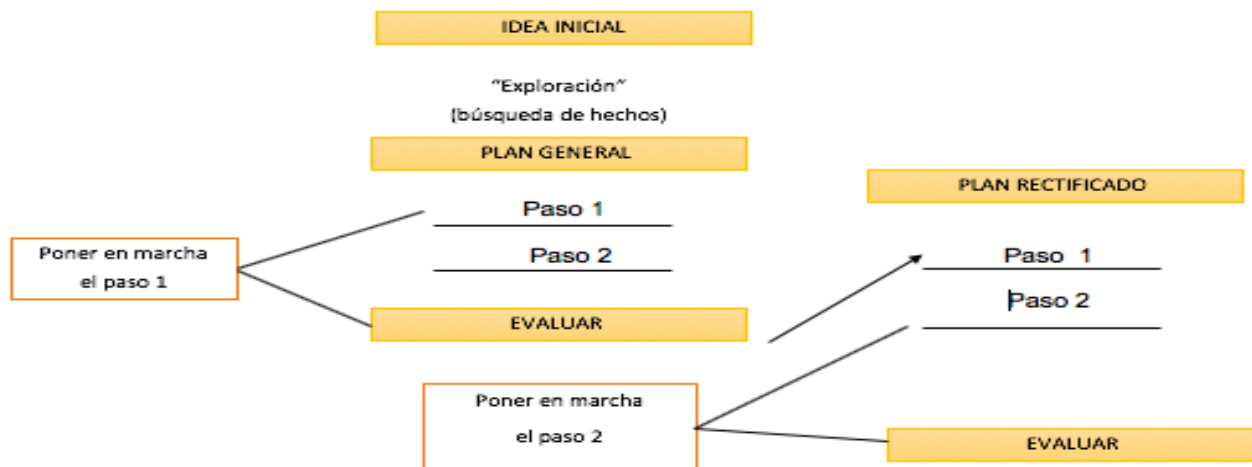 IDEA INICIAL
“Exploración”
(búsqueda de hechos)
PLAN GENERAL
Paso 1
Paso 2
Poner en marcha
el paso 1
EVALUAR
PLAN RECTIFICADO
Paso 1
Paso 2
Poner en marcha
el paso 2
EVALUAR